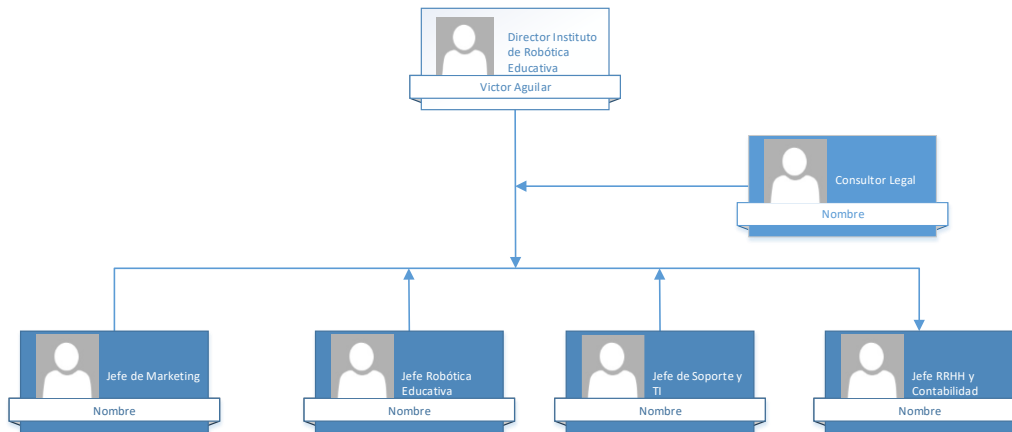 Director Instituto
de Robótica
Educativa
Victor Aguilar
Consultor Legal
Nombre
Jefe de Marketing
Nombre
Jefe Robótica
Educativa
Nombre
Jefe de Soporte y
TI
Nombre
Jefe RRHH y
Contabilidad
Nombre